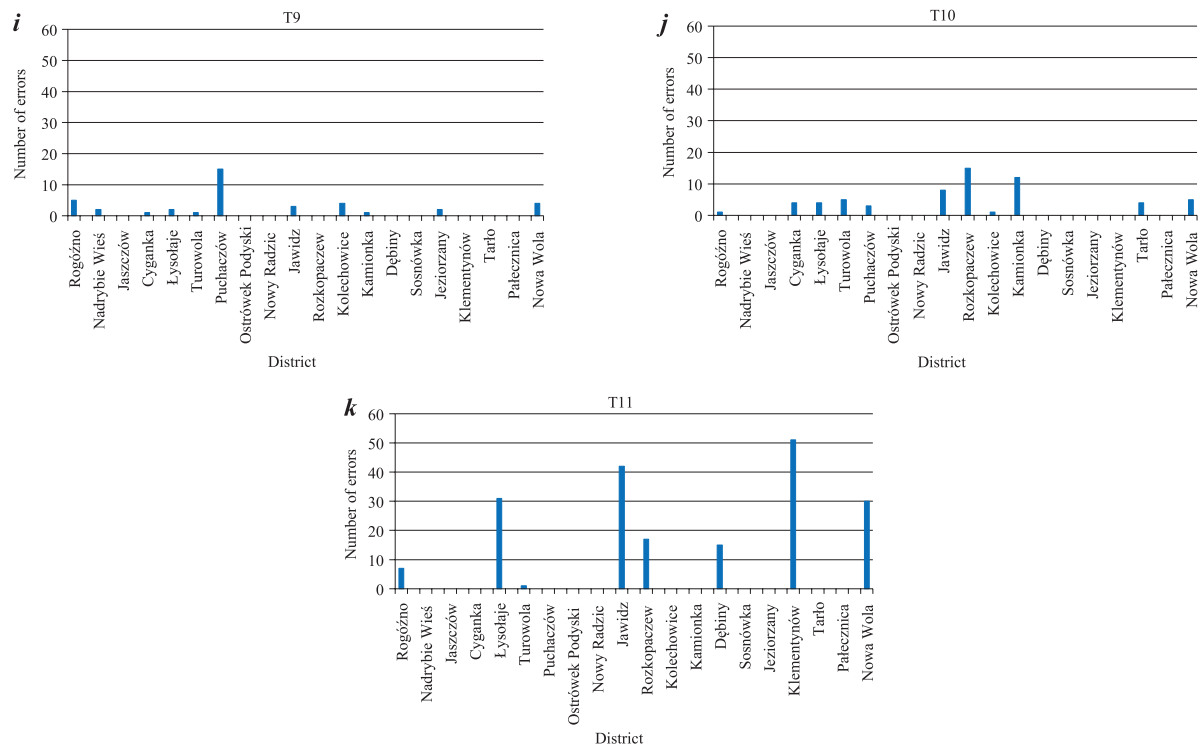 i
T9
60
50
40
30
20
10
0
Number of errors
Rogóźno
Nadrybie Wieś
Jaszczów
Cyganka
Łysołaje
Turowola
Puchaczów
Ostrówek Podyski
Nowy Radzic
Jawidz
Rozkopaczew
Kolechowice
Kamionka
Dębiny
Sosnówka
Jeziorzany
Klementynów
Tarło
Pałecznica
Nowa Wola
District
j
T10
60
50
40
30
20
10
0
Number of errors
Rogóźno
Nadrybie Wieś
Jaszczów
Cyganka
Łysołaje
Turowola
Puchaczów
Ostrówek Podyski
Nowy Radzic
Jawidz
Rozkopaczew
Kolechowice
Kamionka
Dębiny
Sosnówka
Jeziorzany
Klementynów
Tarło
Pałecznica
Nowa Wola
District
k
T11
60
50
40
30
20
10
0
Number of errors
Rogóźno
Nadrybie Wieś
Jaszczów
Cyganka
Łysołaje
Turowola
Puchaczów
Ostrówek Podyski
Nowy Radzic
Jawidz
Rozkopaczew
Kolechowice
Kamionka
Dębiny
Sosnówka
Jeziorzany
Klementynów
Tarło
Pałecznica
Nowa Wola
District